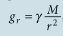 g_r = γ M / r²